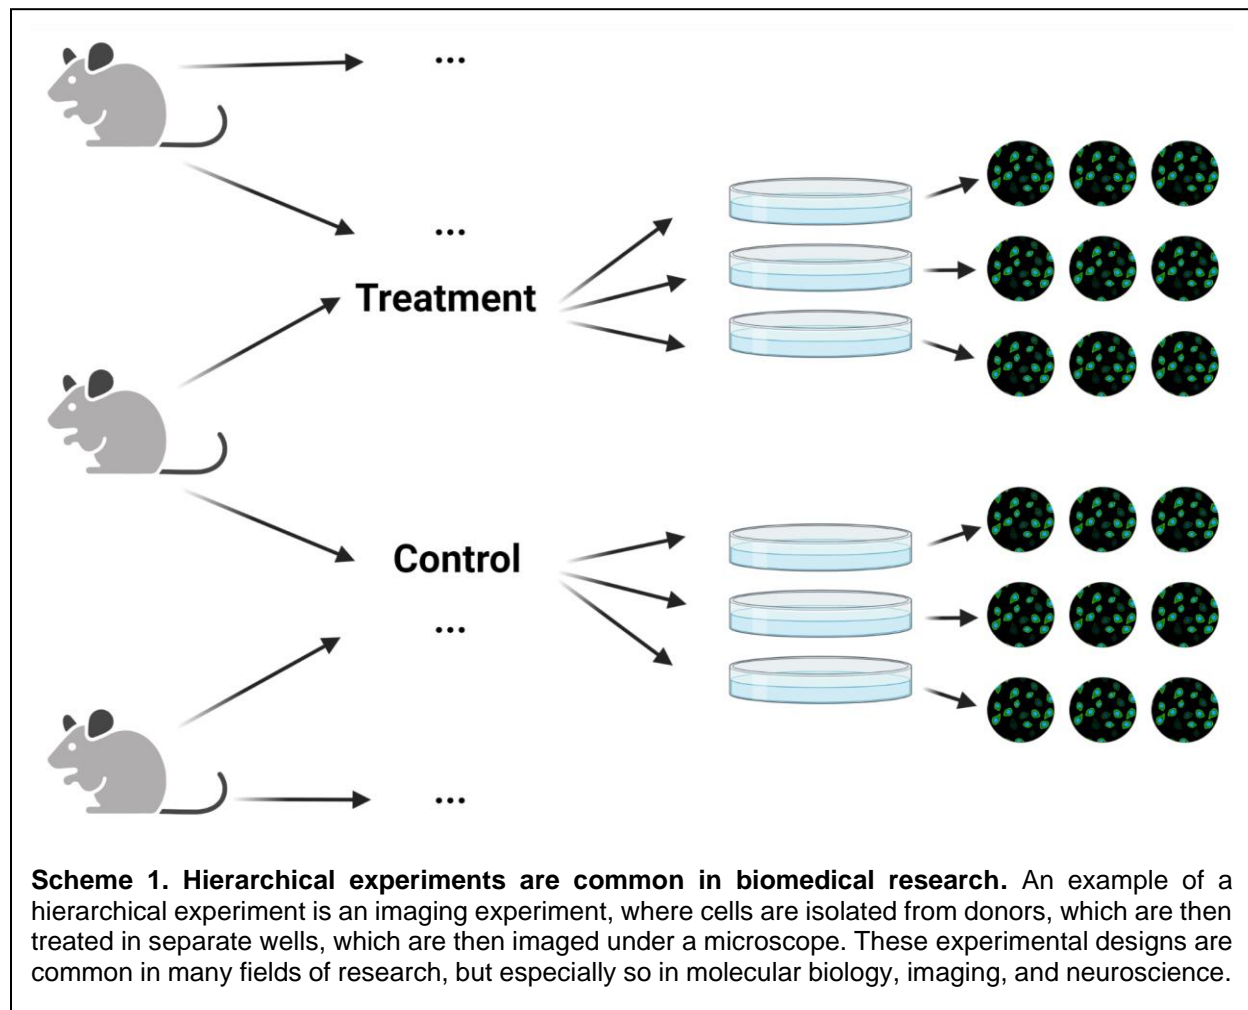 ...
...
Treatment
Control
...
...
Scheme 1. Hierarchical experiments are common in biomedical research. An example of a
hierarchical experiment is an imaging experiment, where cells are isolated from donors, which are then
treated in separate wells, which are then imaged under a microscope. These experimental designs are
common in many fields of research, but especially so in molecular biology, imaging, and neuroscience.